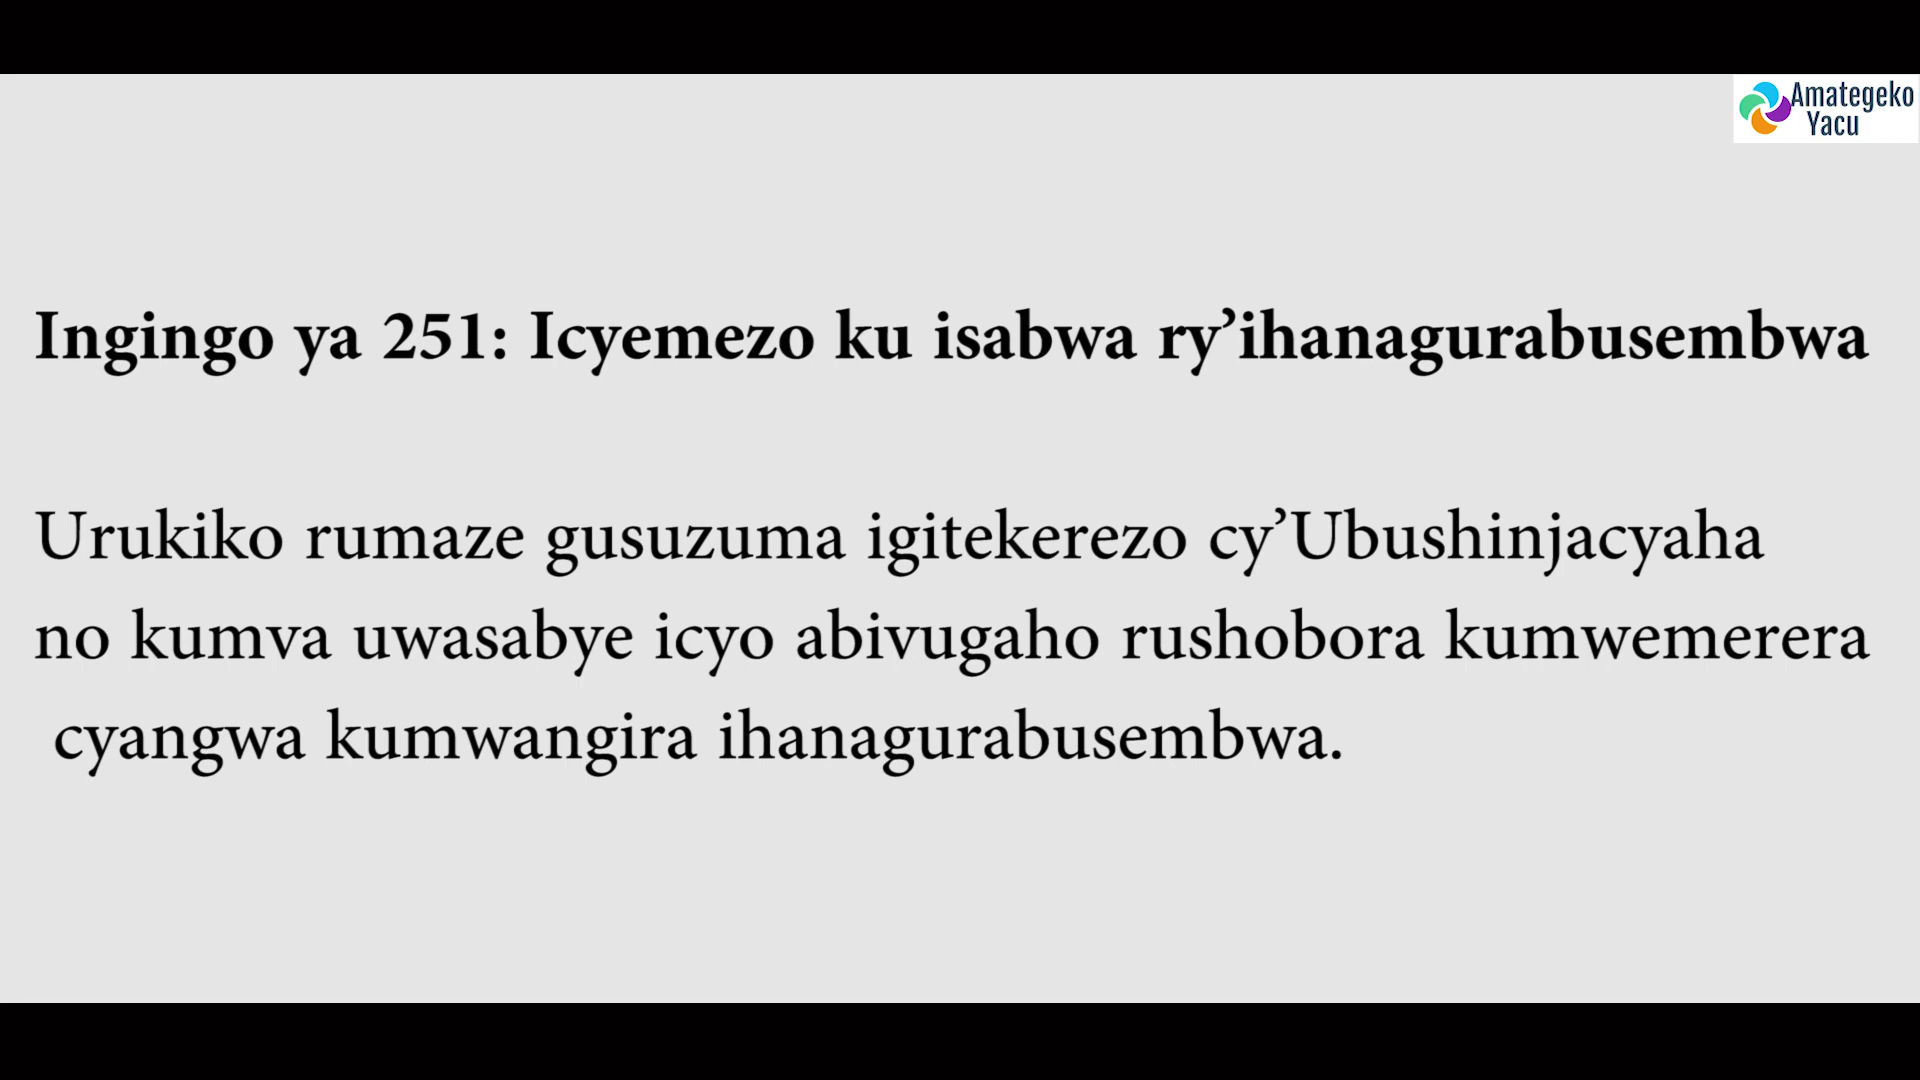 Amategeko
Yacu
Ingingo ya 251: Icyemezo ku isabwa ry’ihanagurabusembwa
Urukiko rumaze gusuzuma igitekerezo cy’Ubushinjacyaha
no kumva uwasabye icyo abivugaho rushobora kumwemerera
cyangwa kumwangira ihanagurabusembwa.